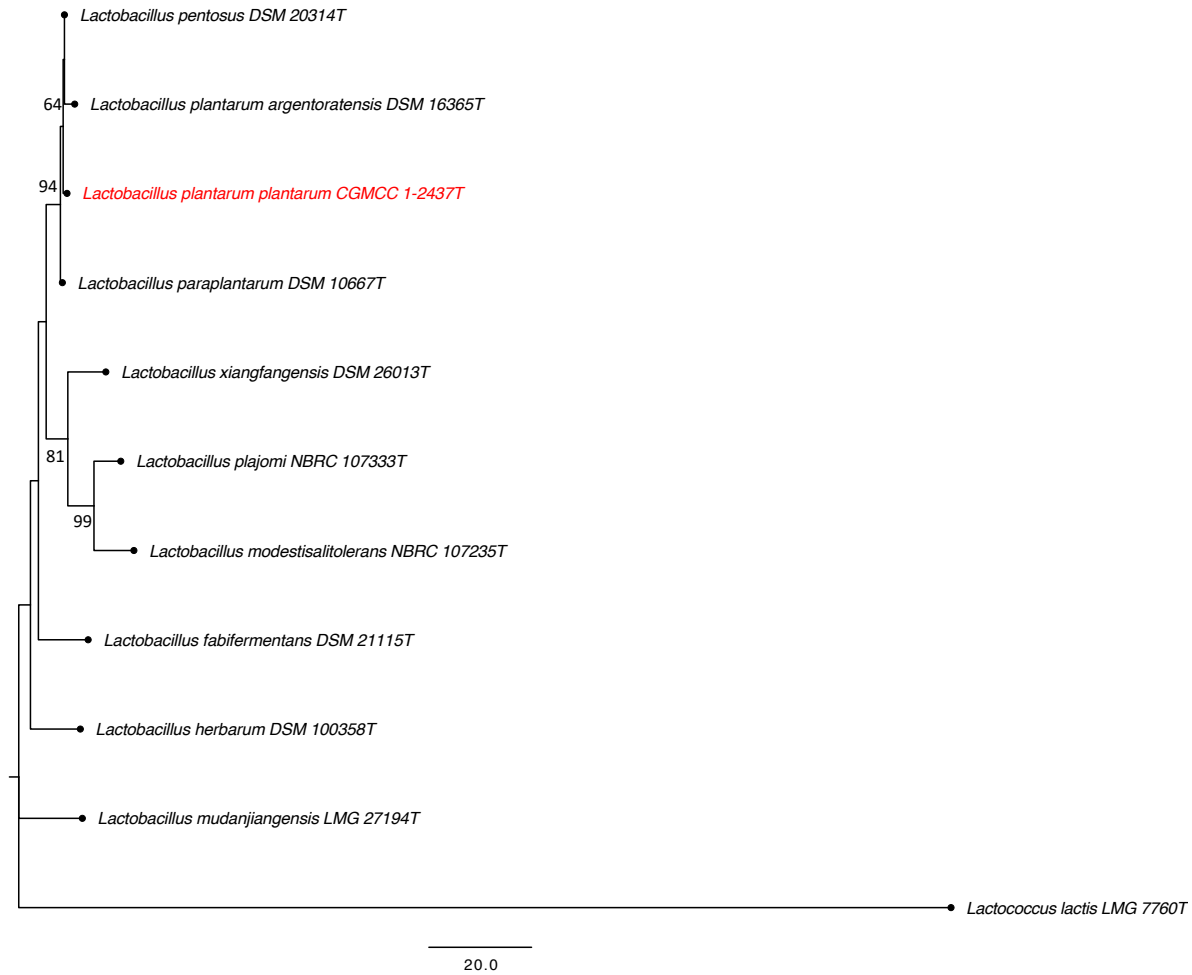 Lactobacillus pentosus DSM 20314T
64
Lactobacillus plantarum argentoratensis DSM 16365T
94
Lactobacillus plantarum plantarum CGMCC 1-2437T
Lactobacillus paraplantarum DSM 10667T
Lactobacillus xiangfangensis DSM 26013T
81
Lactobacillus plajomi NBRC 107333T
99
Lactobacillus modestisalitolerans NBRC 107235T
Lactobacillus fabifermentans DSM 21115T
Lactobacillus herbarum DSM 100358T
Lactobacillus mudanjiangensis LMG 27194T
Lactococcus lactis LMG 7760T
20.0